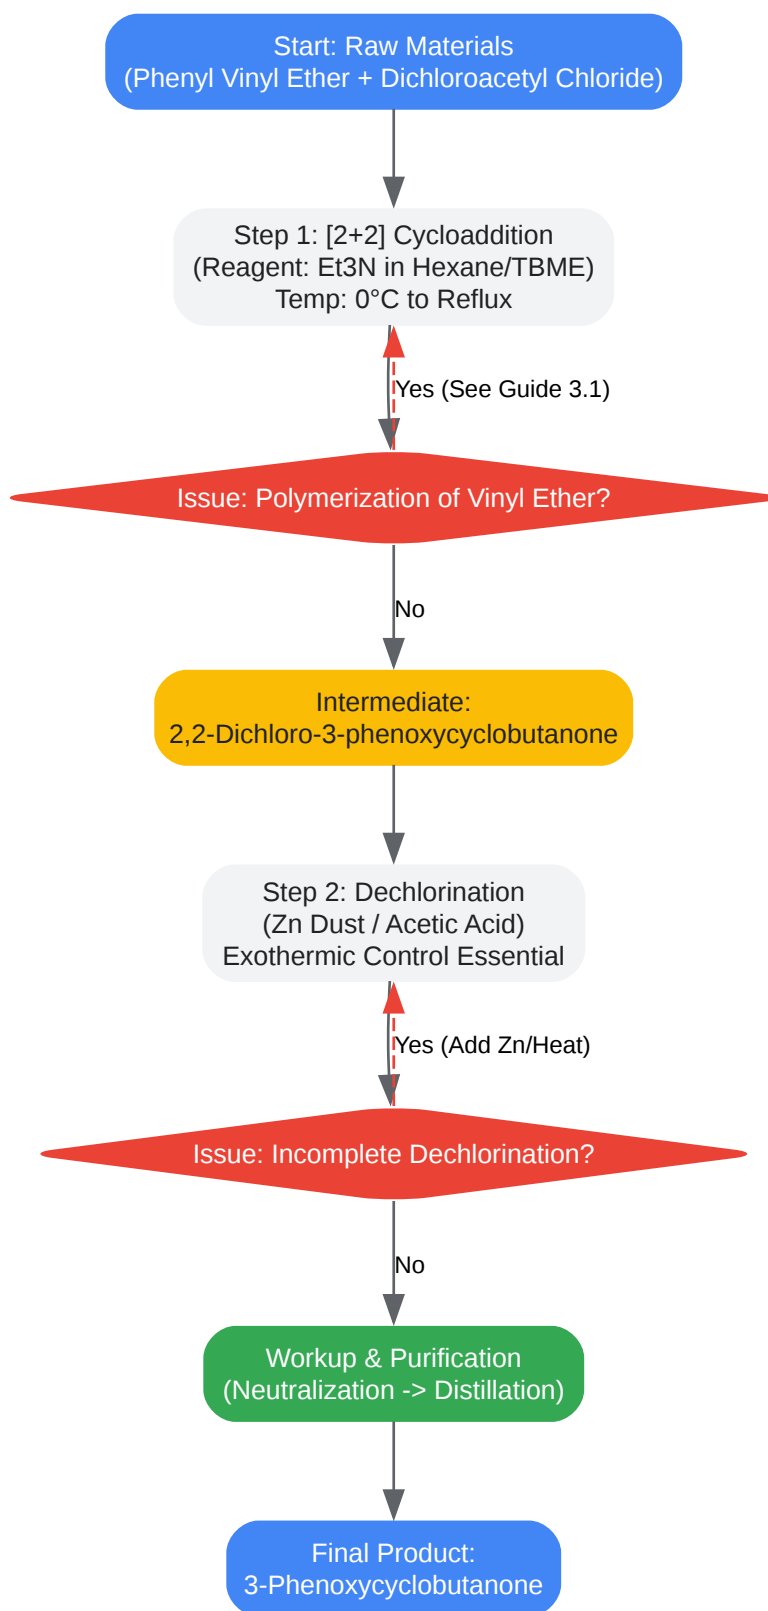 Start: Raw Materials
(Phenyl Vinyl Ether + Dichloroacetyl Chloride)
Step 1: [2+2] Cycloaddition
(Reagent: Et3N in Hexane/TBME)
Temp: 0°C to Reflux
Yes (See Guide 3.1)
Issue: Polymerization of Vinyl Ether?
No
Intermediate:
2,2-Dichloro-3-phenoxycyclobutanone
Step 2: Dechlorination
(Zn Dust / Acetic Acid)
Exothermic Control Essential
Yes (Add Zn/Heat)
Issue: Incomplete Dechlorination?
No
Workup & Purification
(Neutralization -> Distillation)
Final Product:
3-Phenoxycyclobutanone